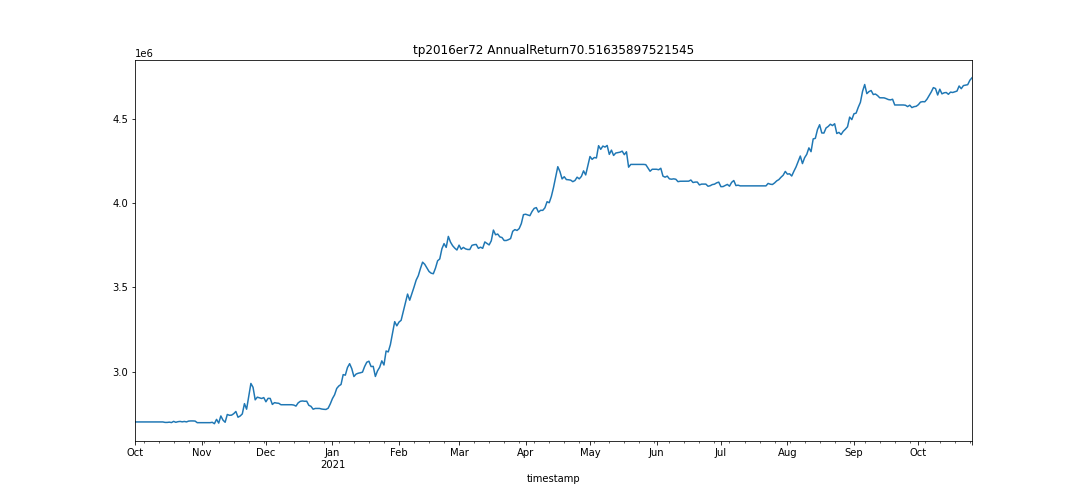 tp2016er72 AnnualReturn70.51635897521545
1e6
4.5
4.0
3.5
3.0
Oct Nov Dec Jan Feb Mar Apr May Jun Jul Aug Sep Oct
2021
timestamp